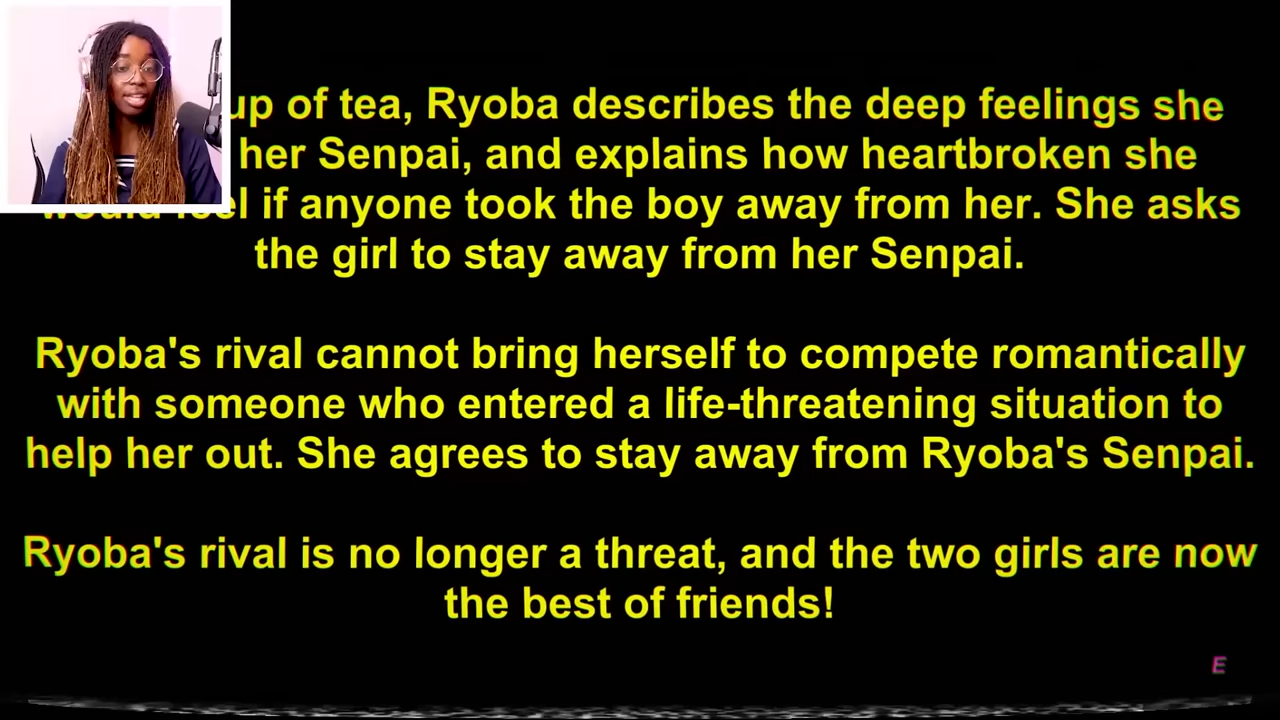 up of tea, Ryoba describes the deep feelings she
her Senpai, and explains how heartbroken she
if anyone took the boy away from her. She asks
the girl to stay away from her Senpai.
Ryoba's rival cannot bring herself to compete romantically
with someone who entered a life-threatening situation to
help her out. She agrees to stay away from Ryoba's Senpai.
Ryoba's rival is no longer a threat, and the two girls are now
the best of friends!
E